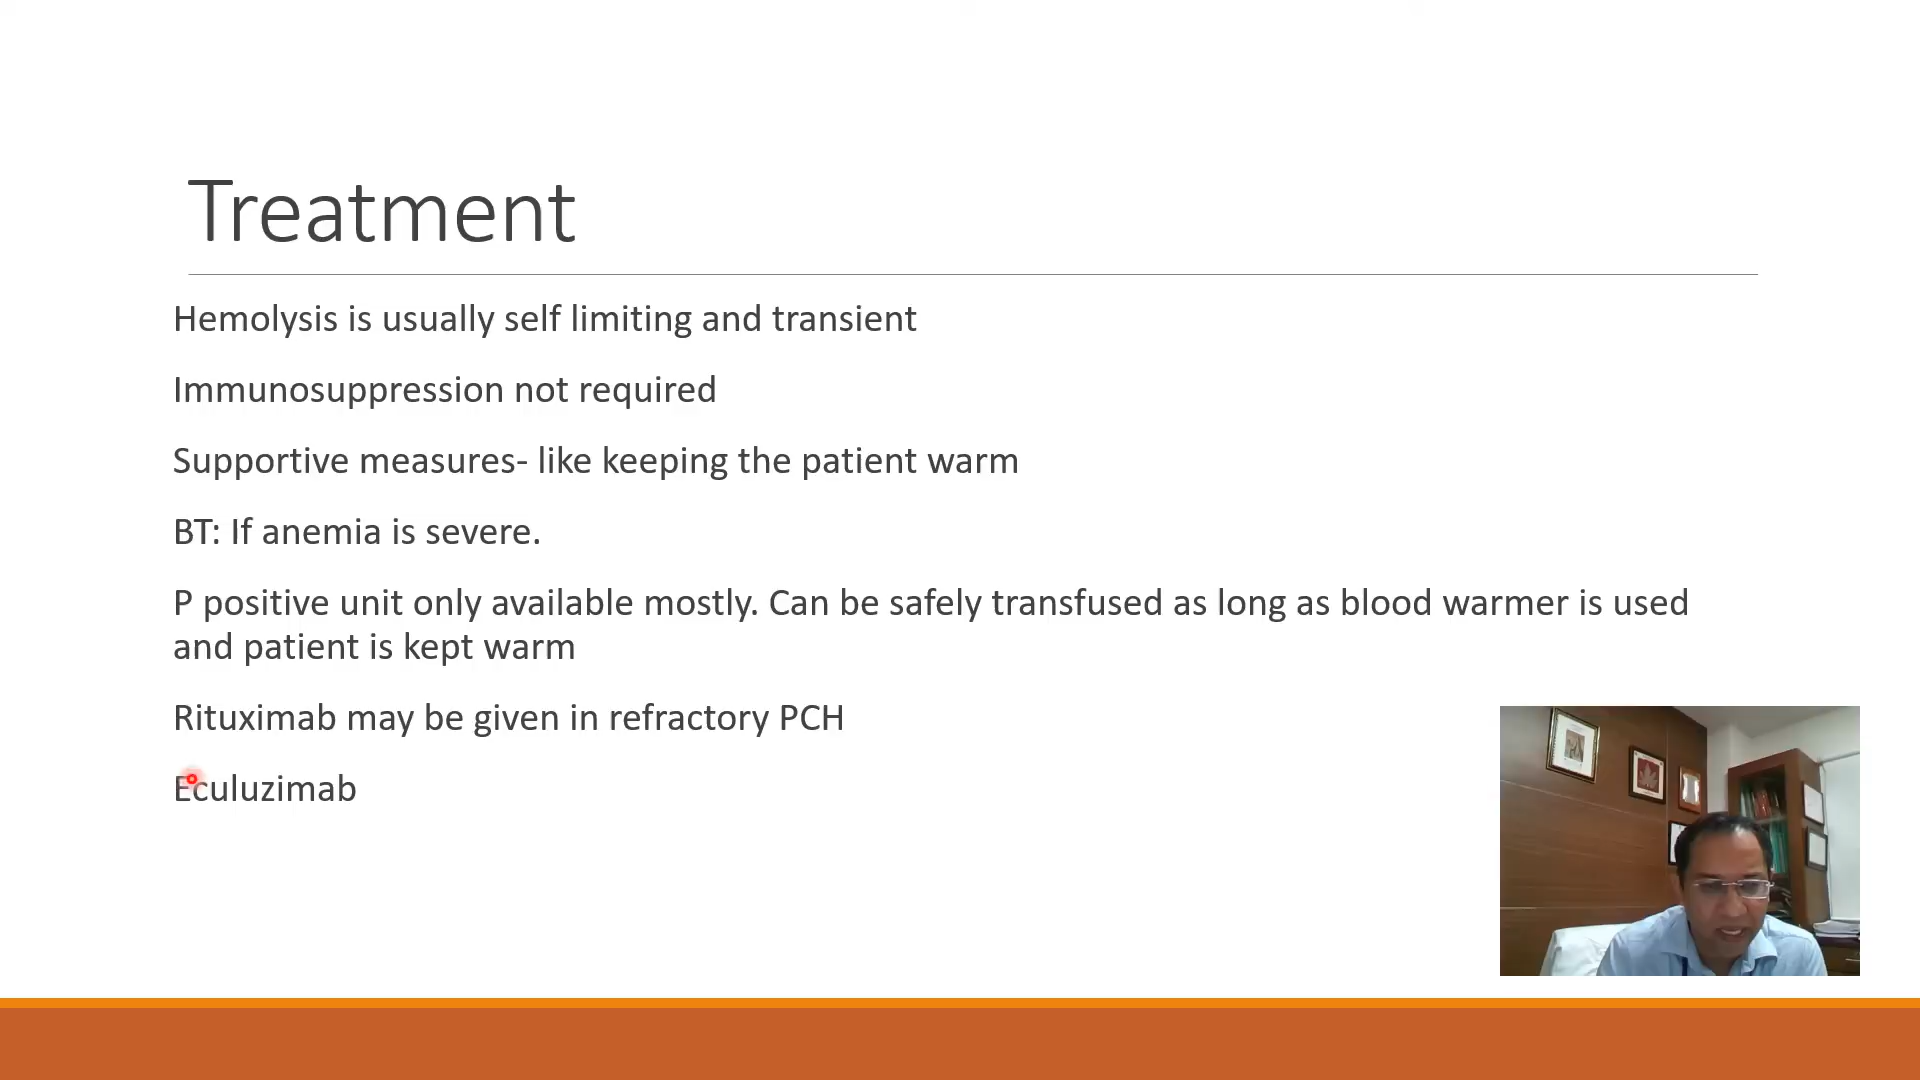 Treatment
Hemolysis is usually self limiting and transient
Immunosuppression not required
Supportive measures- like keeping the patient warm
BT: If anemia is severe.
P positive unit only available mostly. Can be safely transfused as long as blood warmer is used
and patient is kept warm
Rituximab may be given in refractory PCH
Eculuzimab